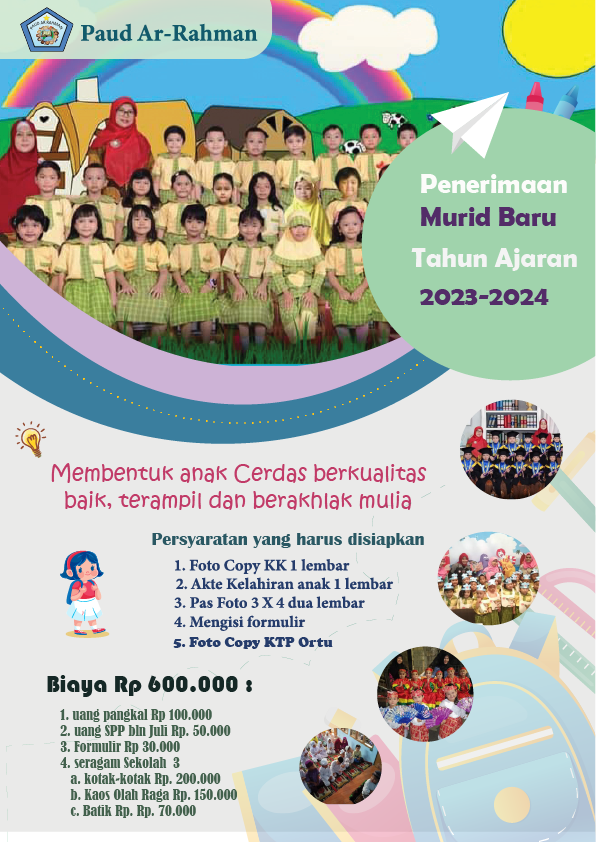 Paud Ar-Rahman
Penerimaan
Murid Baru
Tahun Ajaran
2023-2024
Membentuk anak Cerdas berkualitas
baik, terampil dan berakhlak mulia
Persyaratan yang harus disiapkan
1. Foto Copy KK 1 lembar
2. Akte Kelahiran anak 1 lembar
3. Pas Foto 3 X 4 dua lembar
4. Mengisi formulir
5. Foto Copy KTP Ortu
Biaya Rp 600.000 :
1. uang pangkal Rp 100.000
2. uang SPP bln Juli Rp. 50.000
3. Formulir Rp 30.000
4. seragam Sekolah 3
a. kotak-kotak Rp. 200.000
b. Kaos Olah Raga Rp. 150.000
c. Batik Rp. Rp. 70.000